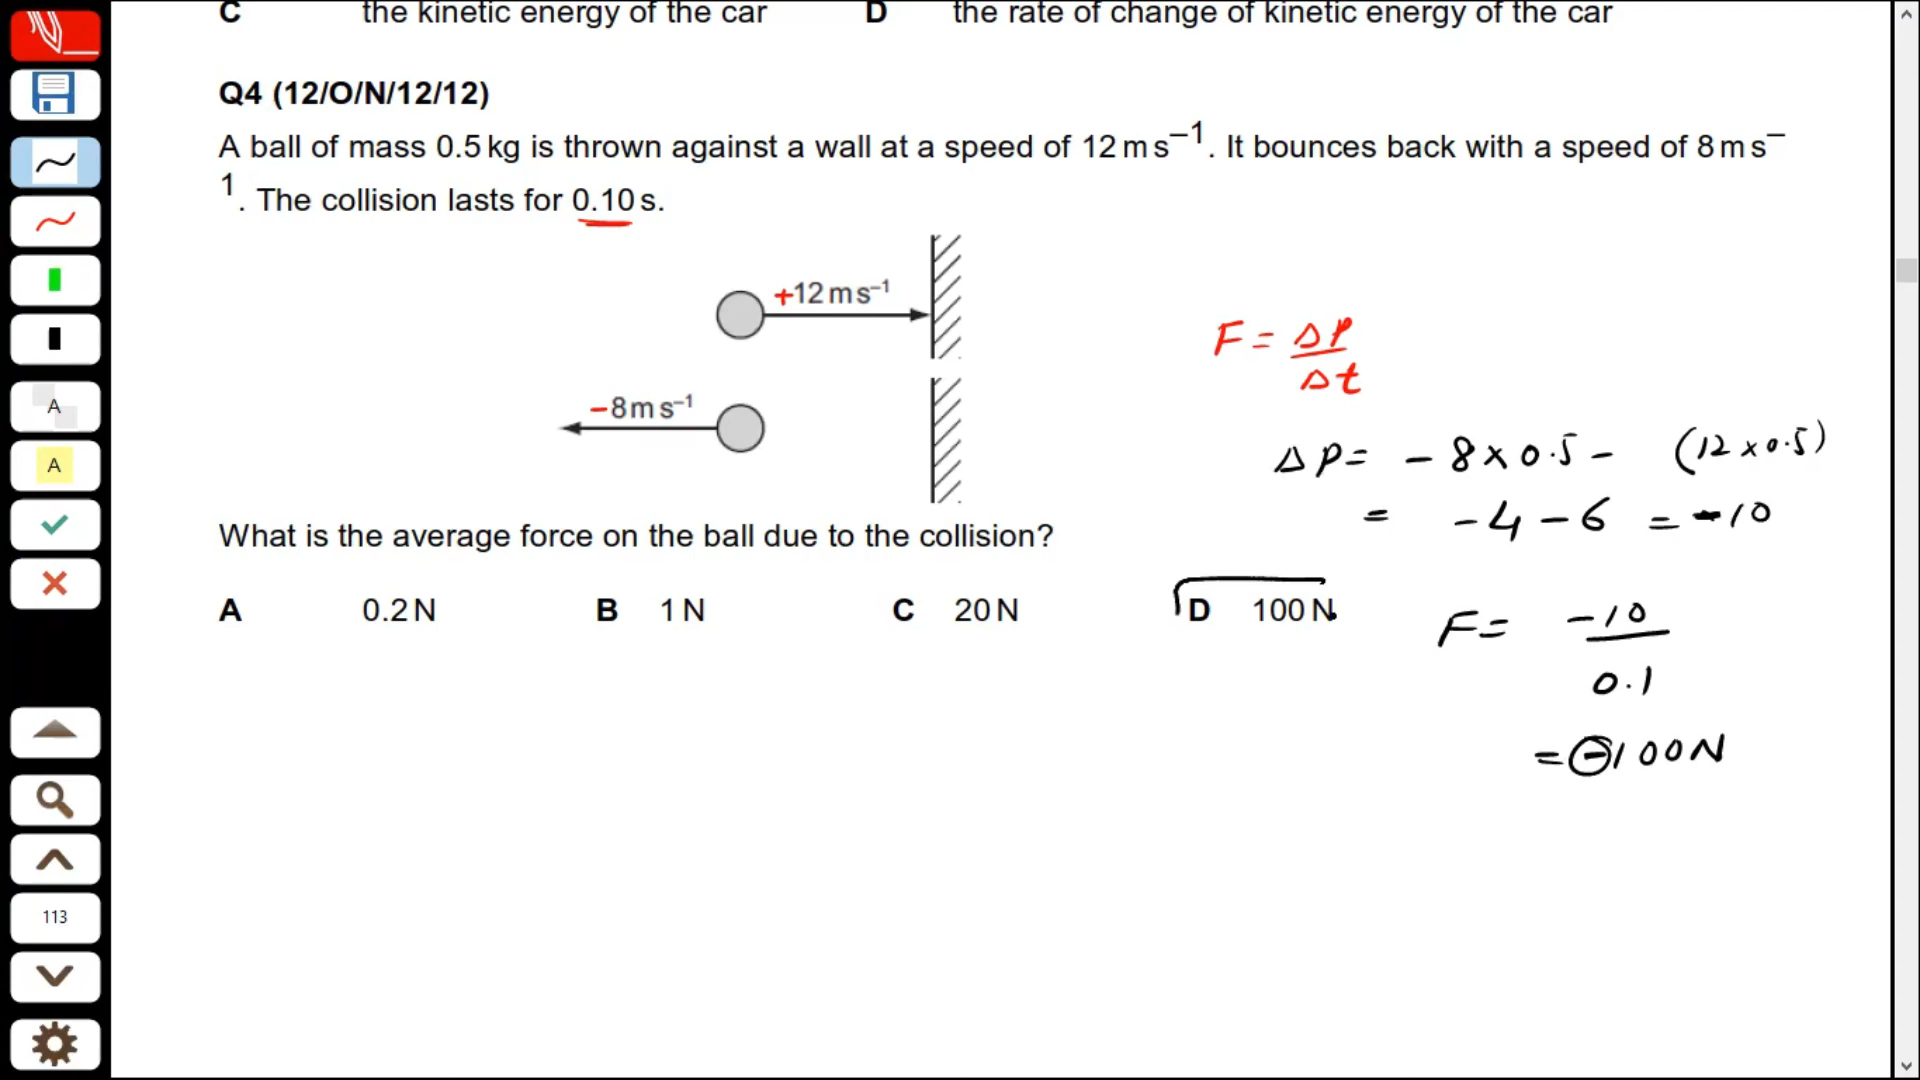 C the kinetic energy of the car D the rate of change of kinetic energy of the car
Q4 (12/O/N/12/12)
A ball of mass 0.5 kg is thrown against a wall at a speed of 12 m s⁻¹. It bounces back with a speed of 8 m s⁻
¹. The collision lasts for 0.10 s.
+12 m s⁻¹
-8 m s⁻¹
F = Δp
Δt
Δp = -8 × 0.5 - (12 × 0.5)
= -4 - 6 = -10
What is the average force on the ball due to the collision?
A 0.2 N B 1 N C 20 N D 100 N
F = -10
0.1
= -100N
A
A
113